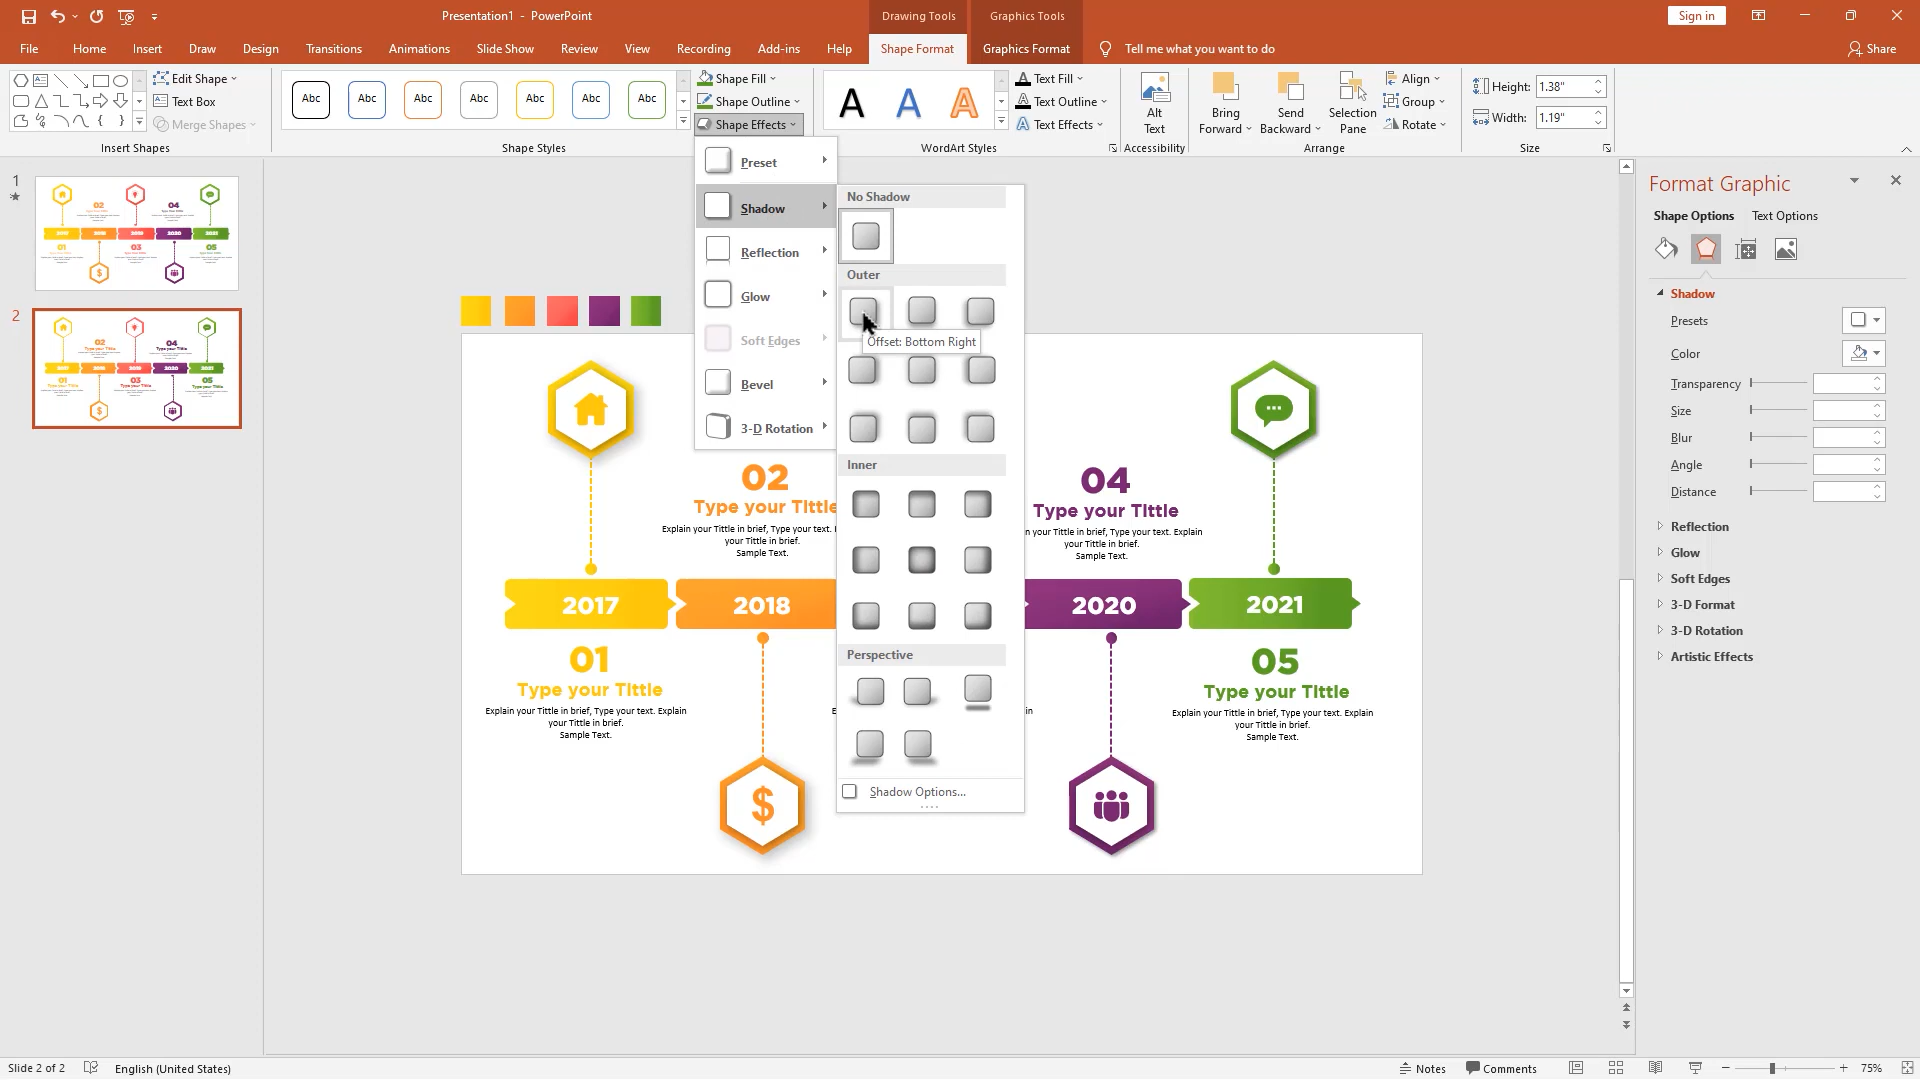 Presentation1 - PowerPoint
Drawing Tools
Graphics Tools
Sign in
File
Home
Insert
Draw
Design
Transitions
Animations
Slide Show
Review
View
Recording
Add-ins
Help
Shape Format
Graphics Format
Tell me what you want to do
Share
Edit Shape
Text Box
Merge Shapes
Insert Shapes
Abc
Abc
Abc
Abc
Abc
Abc
Abc
Shape Styles
Shape Fill
Shape Outline
Shape Effects
A
A
A
WordArt Styles
Text Fill
Text Outline
Text Effects
Alt
Text
Accessibility
Bring
Forward
Send
Backward
Selection
Pane
Align
Group
Rotate
Arrange
Height:
1.38"
Width:
1.19"
Size
1
2
Preset
Shadow
Reflection
Glow
Soft Edges
Bevel
3-D Rotation
No Shadow
Outer
Offset: Bottom Right
Inner
Perspective
Shadow Options...
02
Type your Tittle
Explain your Tittle in brief, Type your text.
your Tittle in brief.
Sample Text.
04
Type your Tittle
n your Tittle in brief, Type your text. Explain
your Tittle in brief.
Sample Text.
2017
2018
2020
2021
01
Type your Tittle
Explain your Tittle in brief, Type your text. Explain
your Tittle in brief.
Sample Text.
in
05
Type your Tittle
Explain your Tittle in brief, Type your text. Explain
your Tittle in brief.
Sample Text.
$
Format Graphic
Shape Options
Text Options
Shadow
Presets
Color
Transparency
Size
Blur
Angle
Distance
Reflection
Glow
Soft Edges
3-D Format
3-D Rotation
Artistic Effects
Slide 2 of 2
English (United States)
Notes
Comments
75%